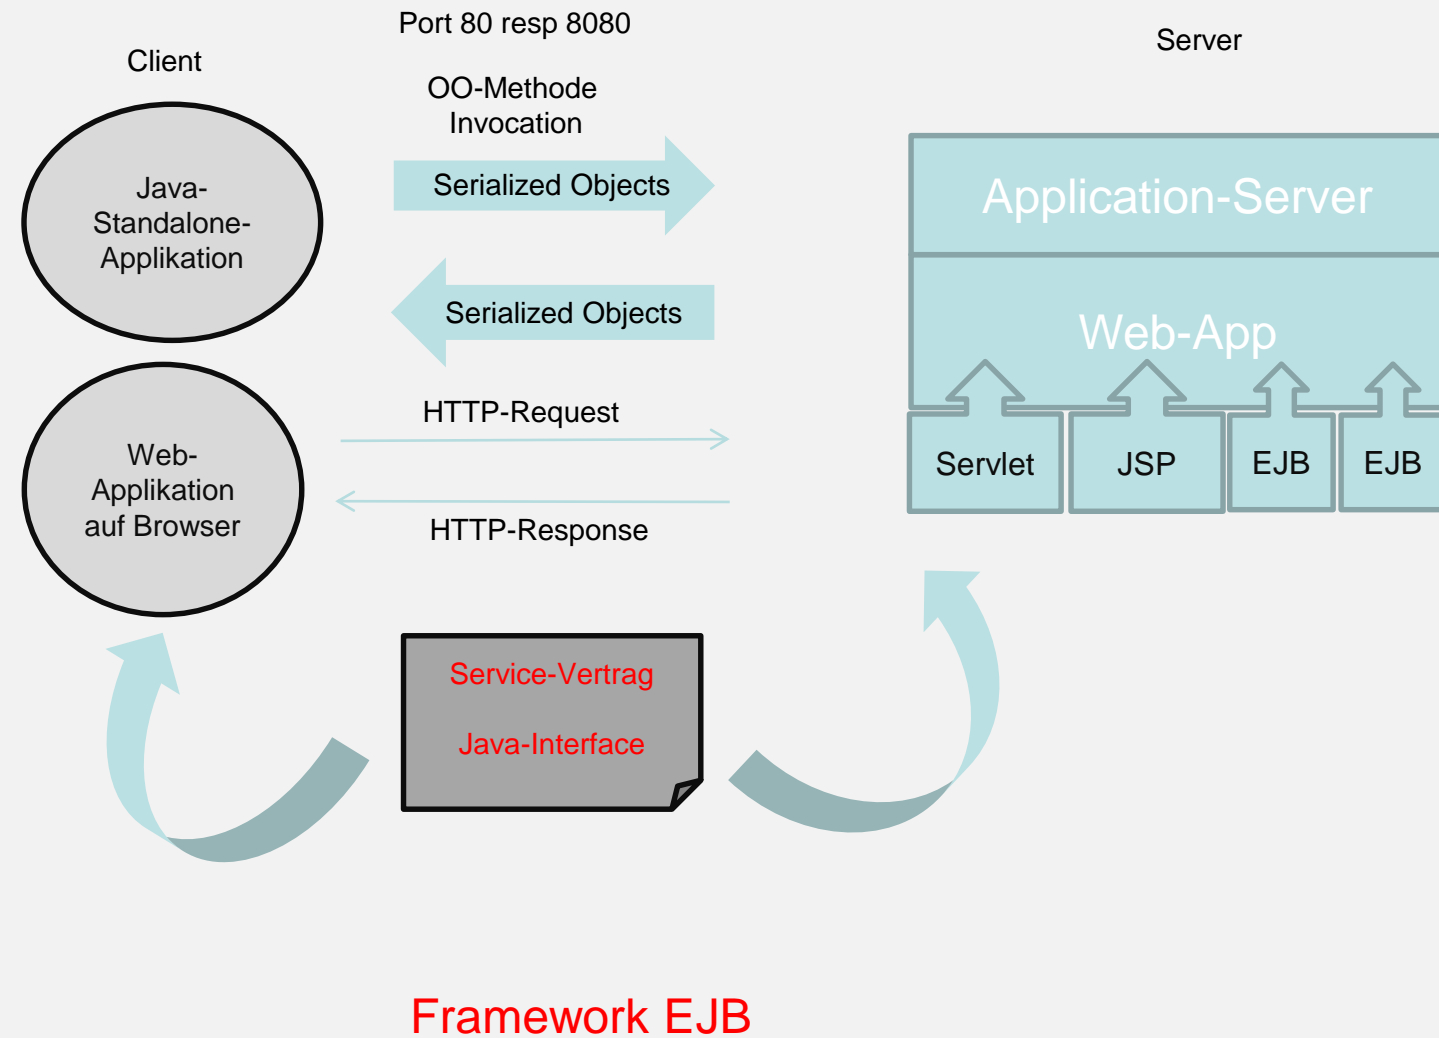 Port 80 resp 8080
Client
Server
OO-Methode
Invocation
Java-
Standalone-
Applikation
Serialized Objects
Serialized Objects
Application-Server
Web-App
HTTP-Request
Web-
Applikation
auf Browser
HTTP-Response
Servlet
JSP
EJB
EJB
Service-Vertrag
Java-Interface
Framework EJB